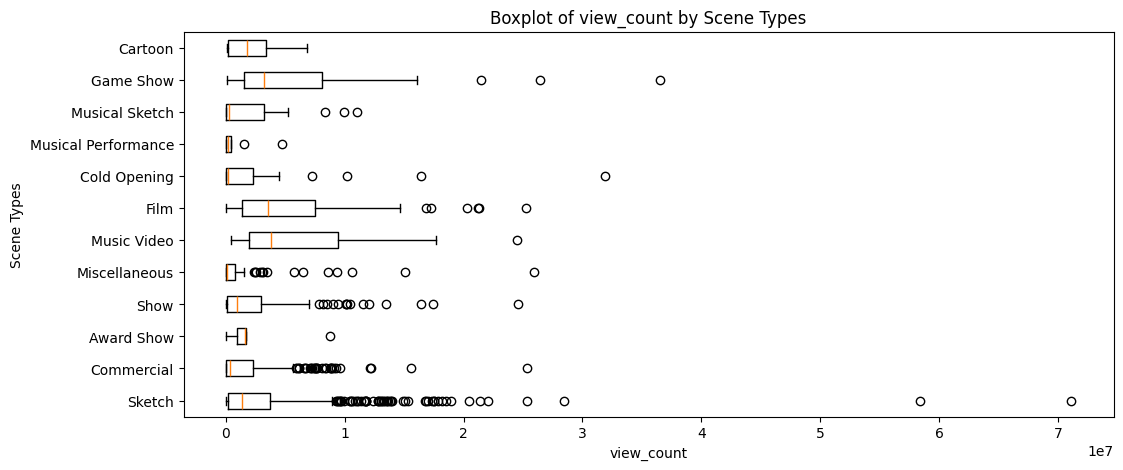 Boxplot of view_count by Scene Types
Cartoon
Game Show
Musical Sketch
Musical Performance
Cold Opening
Film
Music Video
Miscellaneous
Show
Award Show
Commercial
Sketch
Scene Types
0 1 2 3 4 5 6 7
1e7
view_count